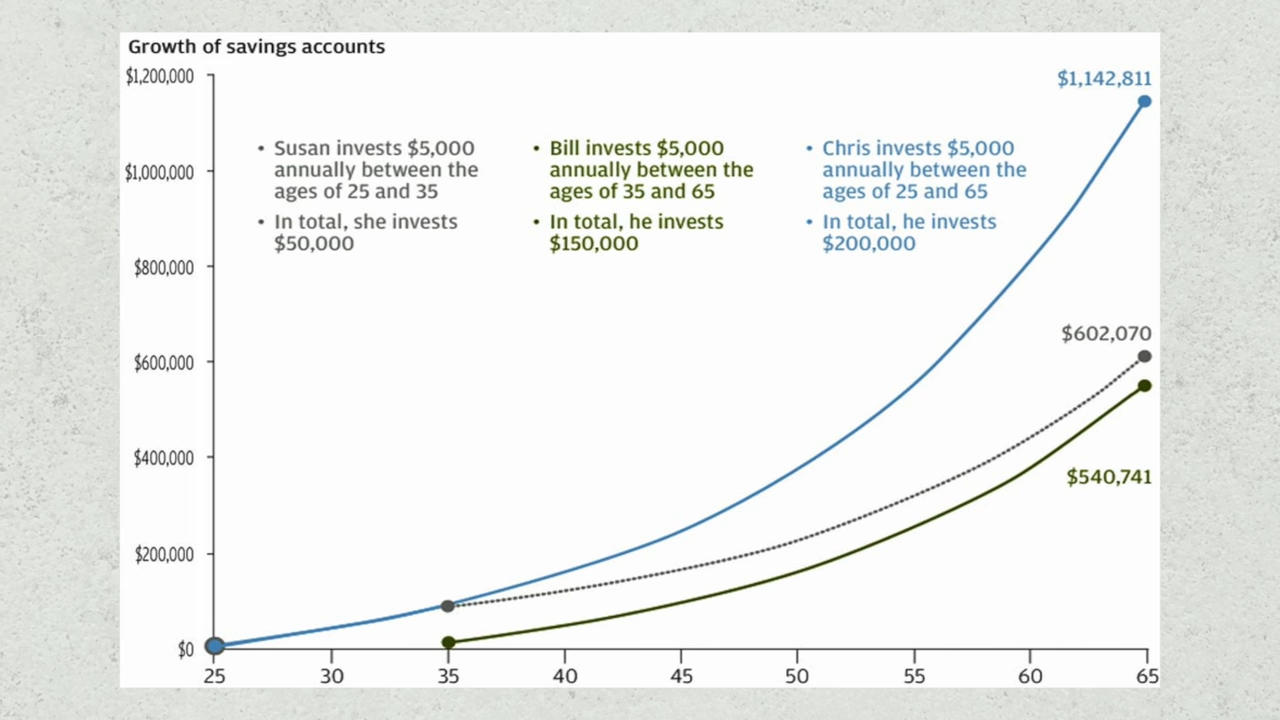 Growth of savings accounts
$1,200,000
$1,142,811
• Susan invests $5,000
annually between the
ages of 25 and 35
• In total, she invests
$50,000
• Bill invests $5,000
annually between the
ages of 35 and 65
• In total, he invests
$150,000
• Chris invests $5,000
annually between the
ages of 25 and 65
• In total, he invests
$200,000
$1,000,000
$800,000
$602,070
$600,000
$400,000
$540,741
$200,000
$0
25 30 35 40 45 50 55 60 65